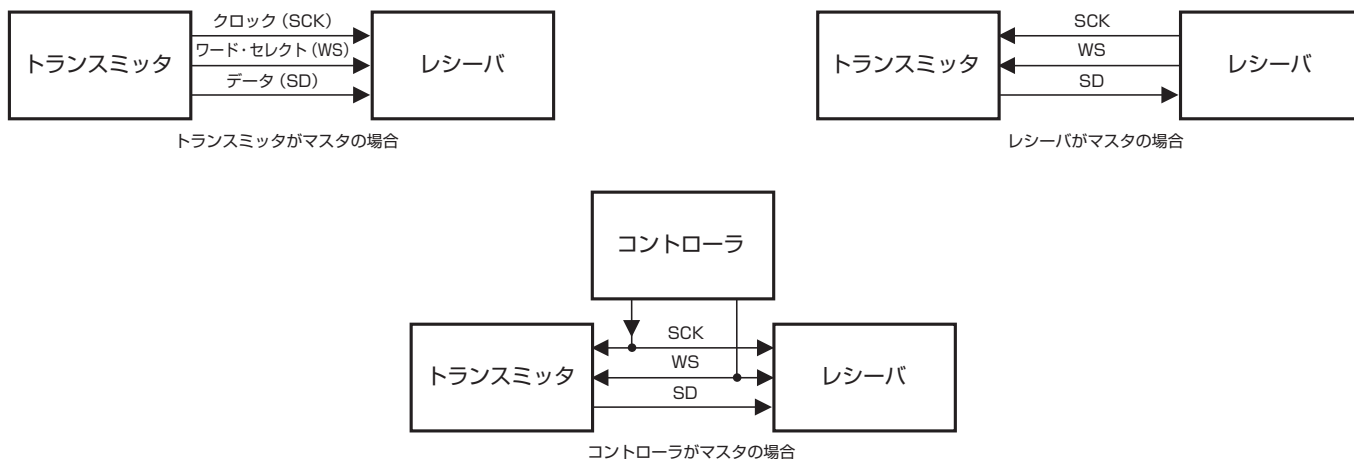 クロック（SCK）
ワード・セレクト（WS）
データ（SD）
トランスミッタ
レシーバ
トランスミッタがマスタの場合
SCK
WS
SD
トランスミッタ
レシーバ
レシーバがマスタの場合
コントローラ
SCK
WS
SD
トランスミッタ
レシーバ
コントローラがマスタの場合